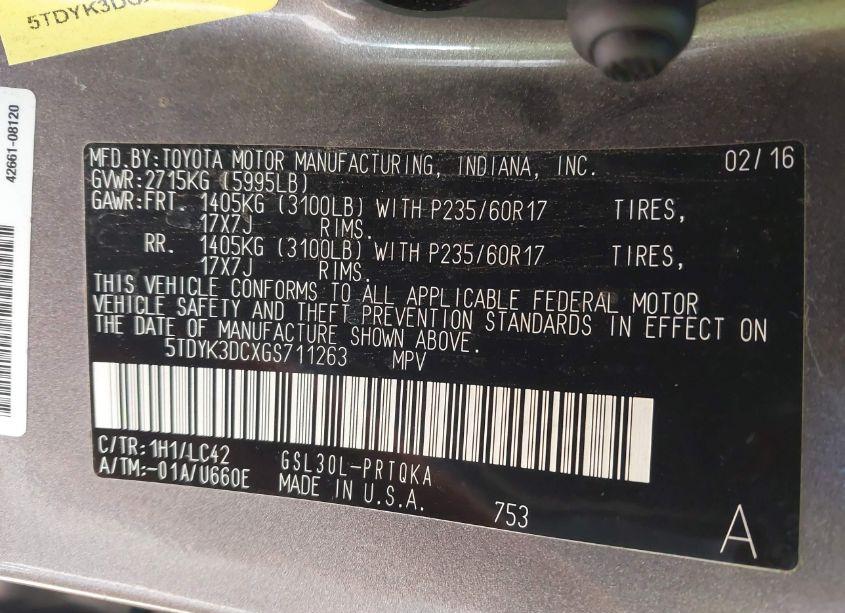 5TDYK3DC
42661-08120
MFD.BY:TOYOTA MOTOR MANUFACTURING, INDIANA, INC. 02/16
GVWR:2715KG (5995LB)
GAWR:FRT. 1405KG (3100LB) WITH P235/60R17 TIRES,
17X7J RIMS.
RR. 1405KG (3100LB) WITH P235/60R17 TIRES,
17X7J RIMS.
THIS VEHICLE CONFORMS TO ALL APPLICABLE FEDERAL MOTOR
VEHICLE SAFETY AND THEFT PREVENTION STANDARDS IN EFFECT ON
THE DATE OF MANUFACTURE SHOWN ABOVE.
5TDYK3DCXGS711263 MPV
C/TR:1H1/LC42 GSL30L-PRTQKA
A/TM:-01A/U660E MADE IN U.S.A. 753
A